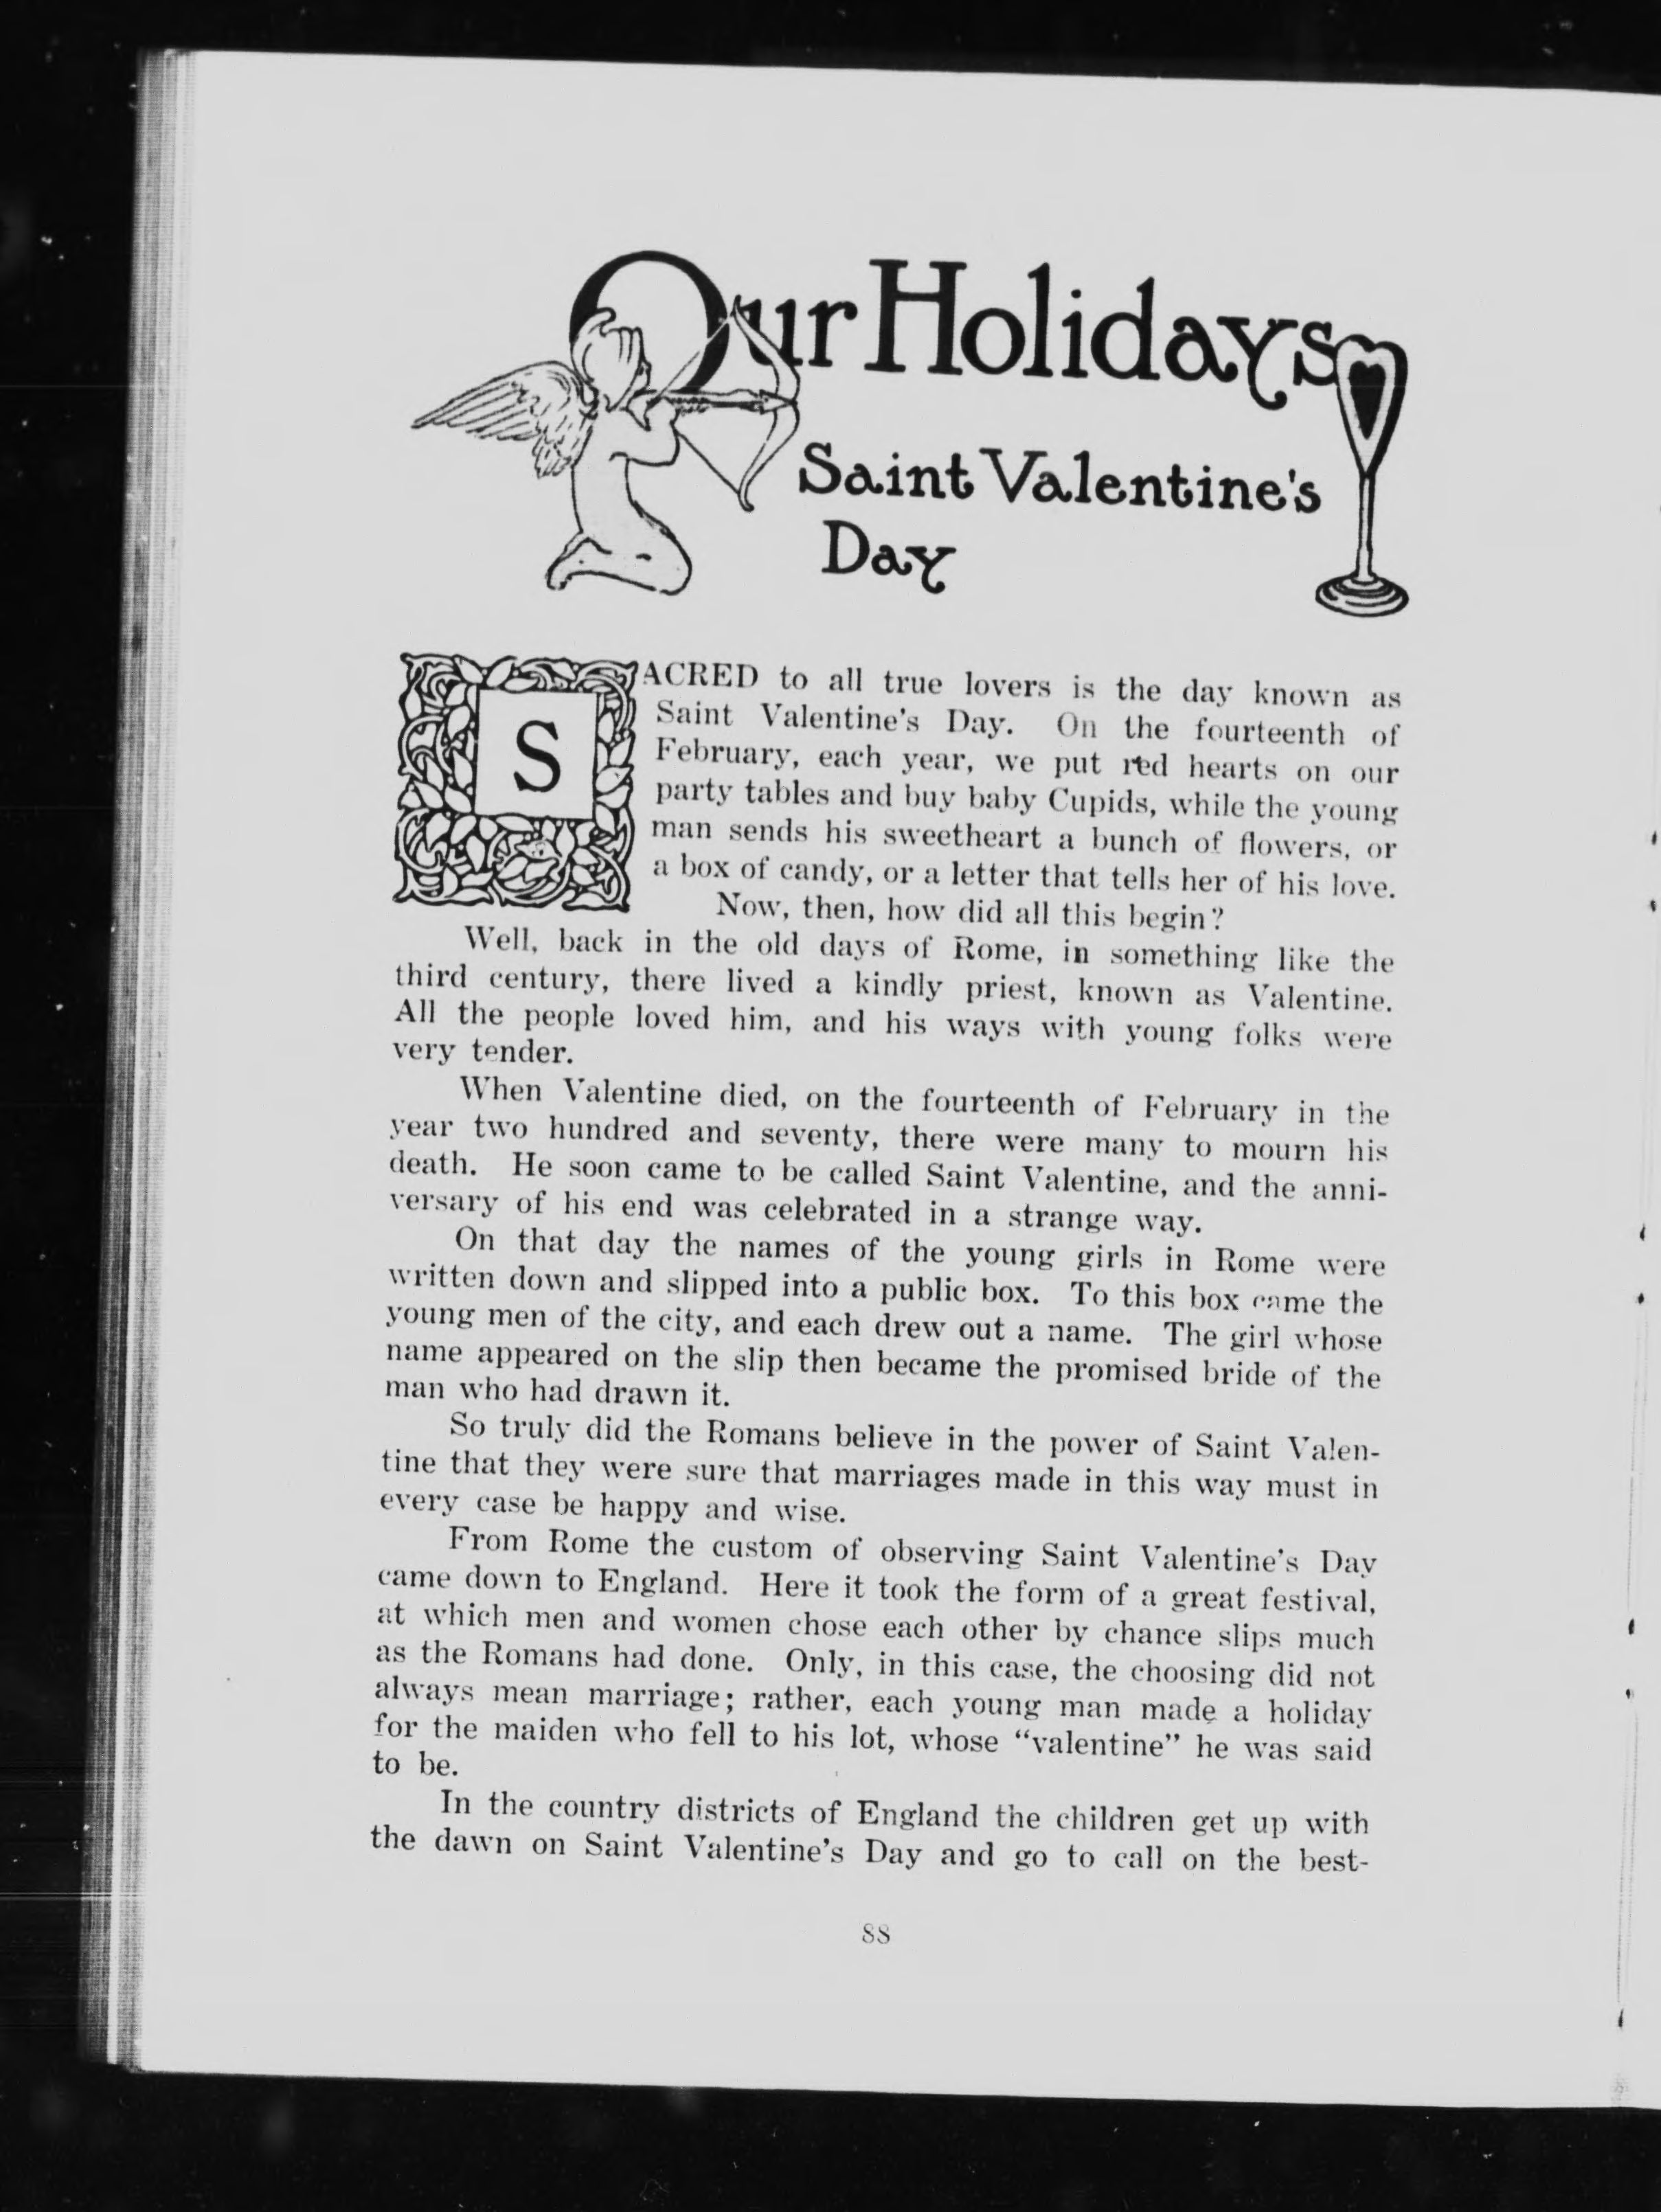 Our Holidays
Saint Valentine's
Day
SACRED to all true lovers is the day known as
Saint Valentine's Day. On the fourteenth of
February, each year, we put red hearts on our
party tables and buy baby Cupids, while the young
man sends his sweetheart a bunch of flowers, or
a box of candy, or a letter that tells her of his love.
Now, then, how did all this begin?
Well, back in the old days of Rome, in something like the
third century, there lived a kindly priest, known as Valentine.
All the people loved him, and his ways with young folks were
very tender.
When Valentine died, on the fourteenth of February in the
year two hundred and seventy, there were many to mourn his
death. He soon came to be called Saint Valentine, and the anni-
versary of his end was celebrated in a strange way.
On that day the names of the young girls in Rome were
written down and slipped into a public box. To this box came the
young men of the city, and each drew out a name. The girl whose
name appeared on the slip then became the promised bride of the
man who had drawn it.
So truly did the Romans believe in the power of Saint Valen-
tine that they were sure that marriages made in this way must in
every case be happy and wise.
From Rome the custom of observing Saint Valentine's Day
came down to England. Here it took the form of a great festival,
at which men and women chose each other by chance slips much
as the Romans had done. Only, in this case, the choosing did not
always mean marriage; rather, each young man made a holiday
for the maiden who fell to his lot, whose "valentine" he was said
to be.
In the country districts of England the children get up with
the dawn on Saint Valentine's Day and go to call on the best-
88